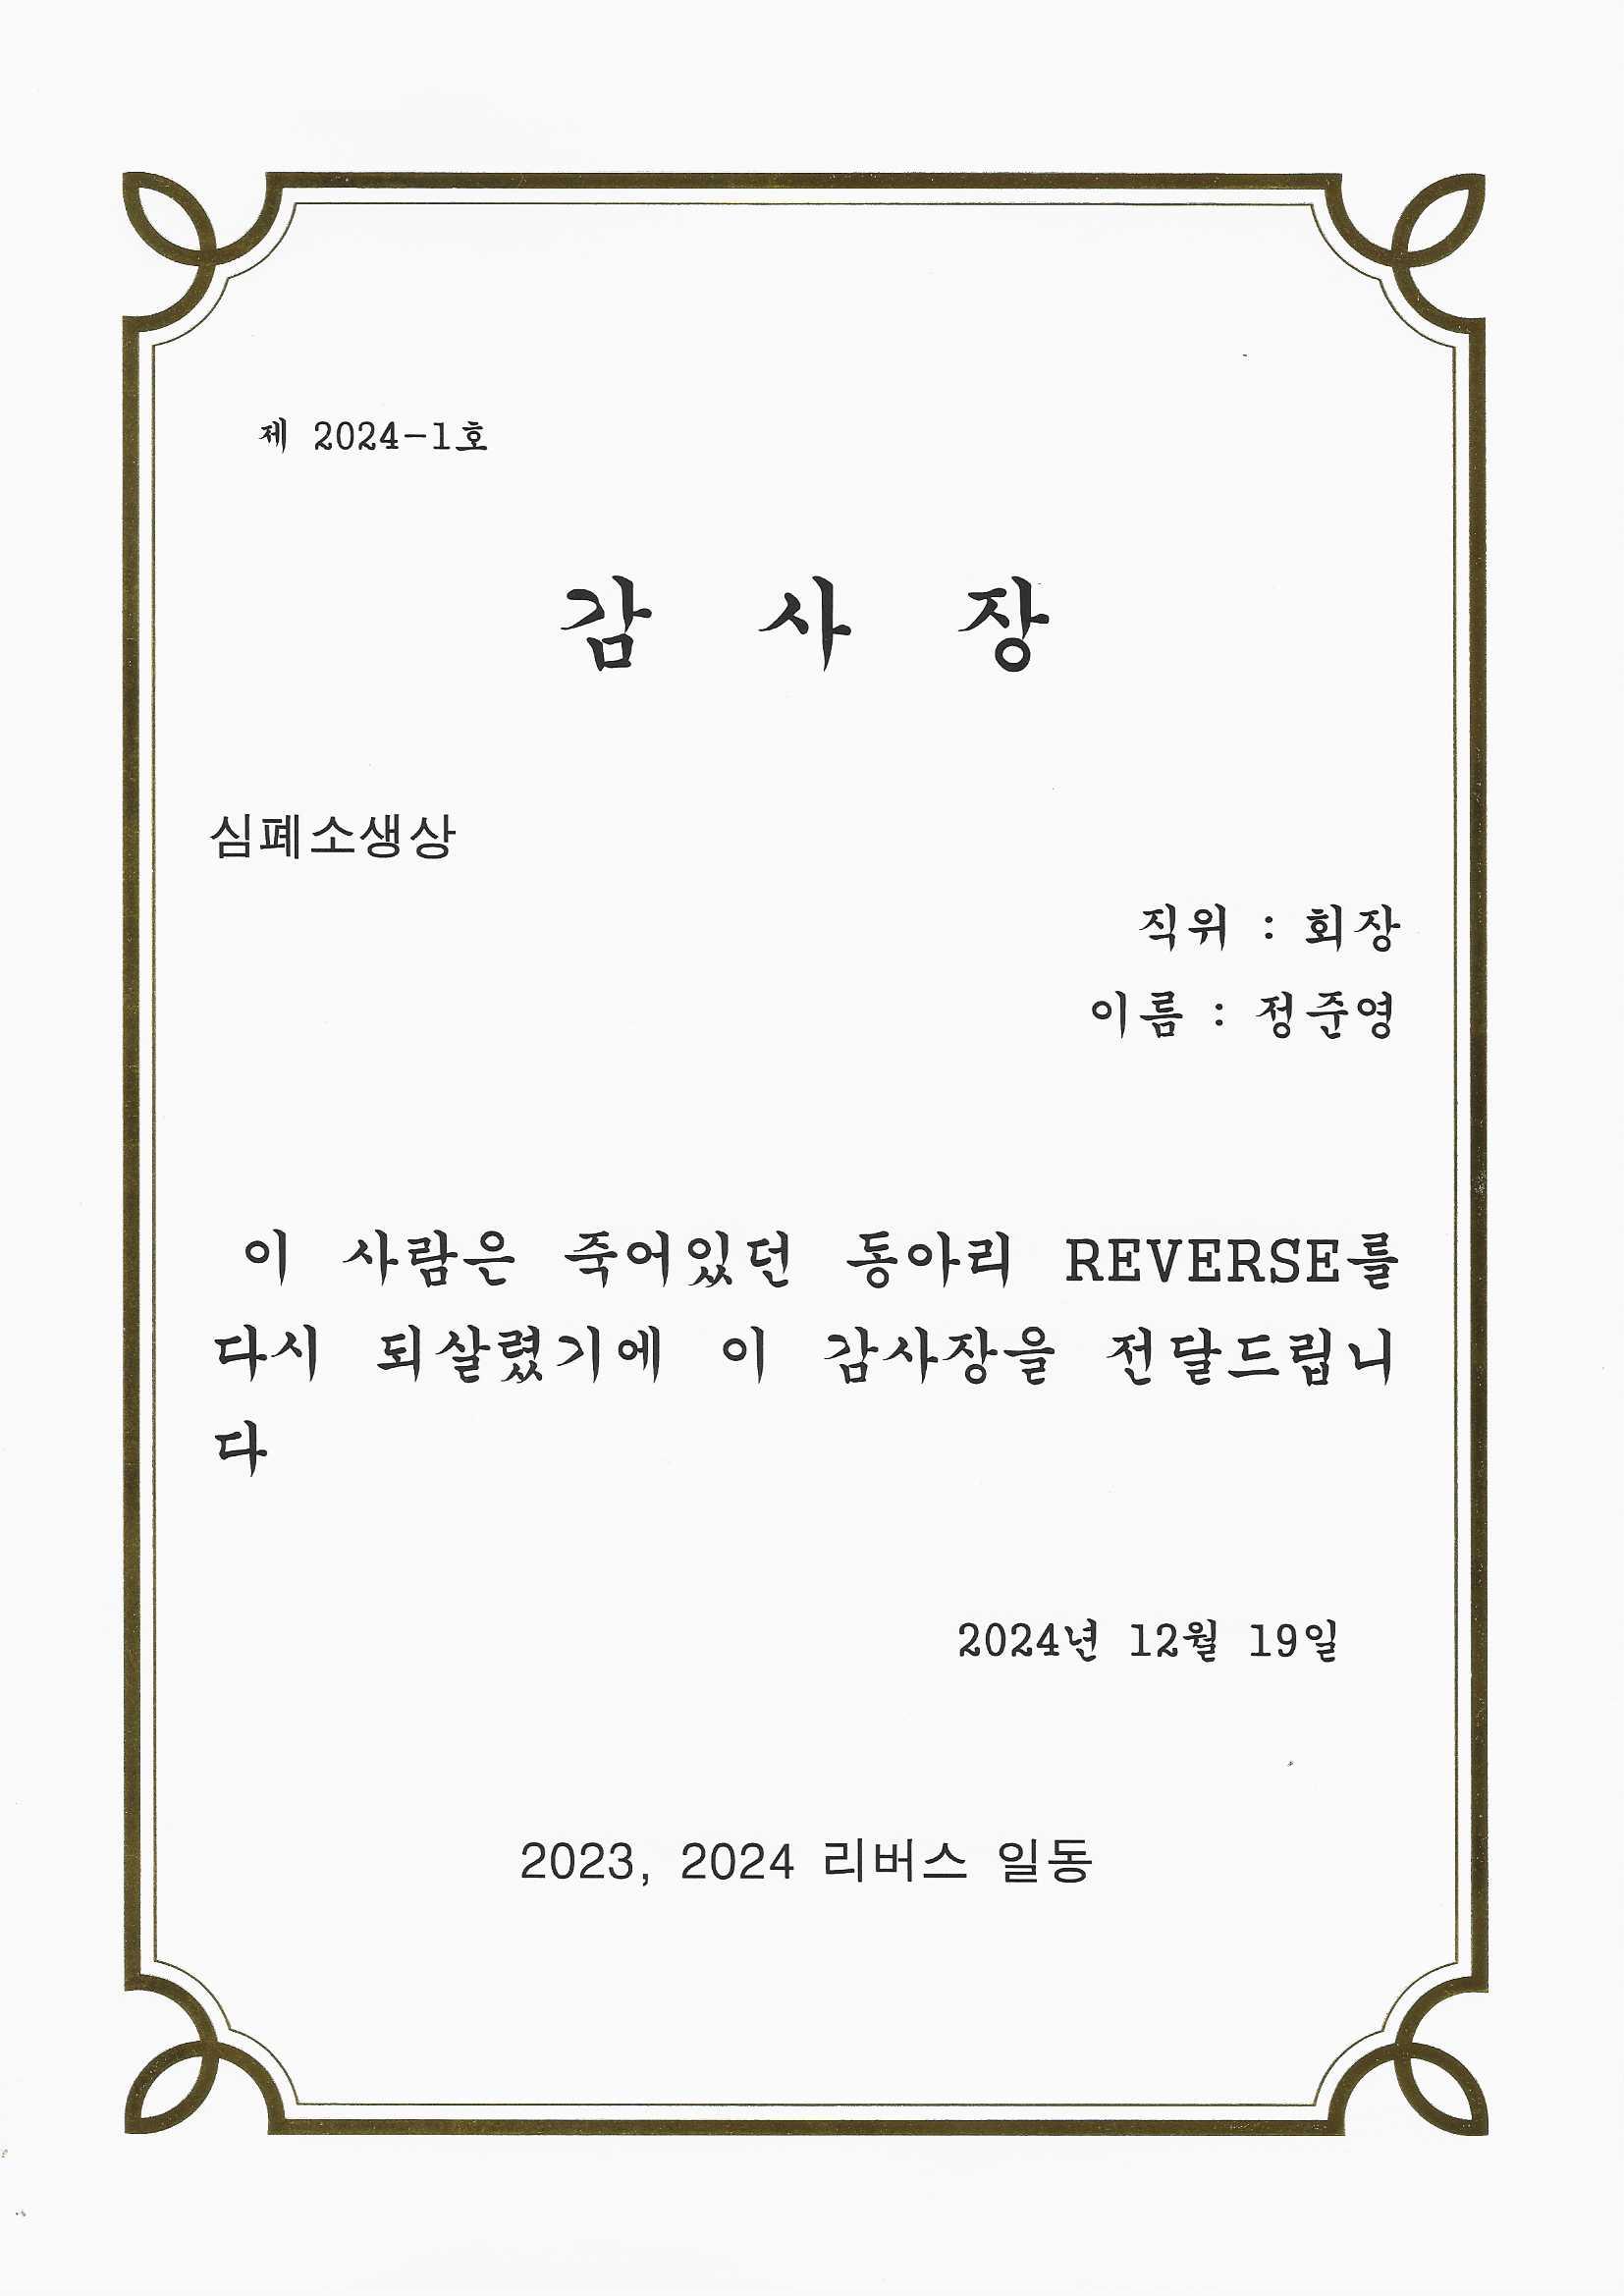 제 2024-1호
감 사 장
심폐소생상
직위 : 회장
이름 : 정준영
이 사람은 죽어있던 동아리 REVERSE를
다시 되살렸기에 이 감사장을 전달드립니
다
2024년 12월 19일
2023, 2024 리버스 일동